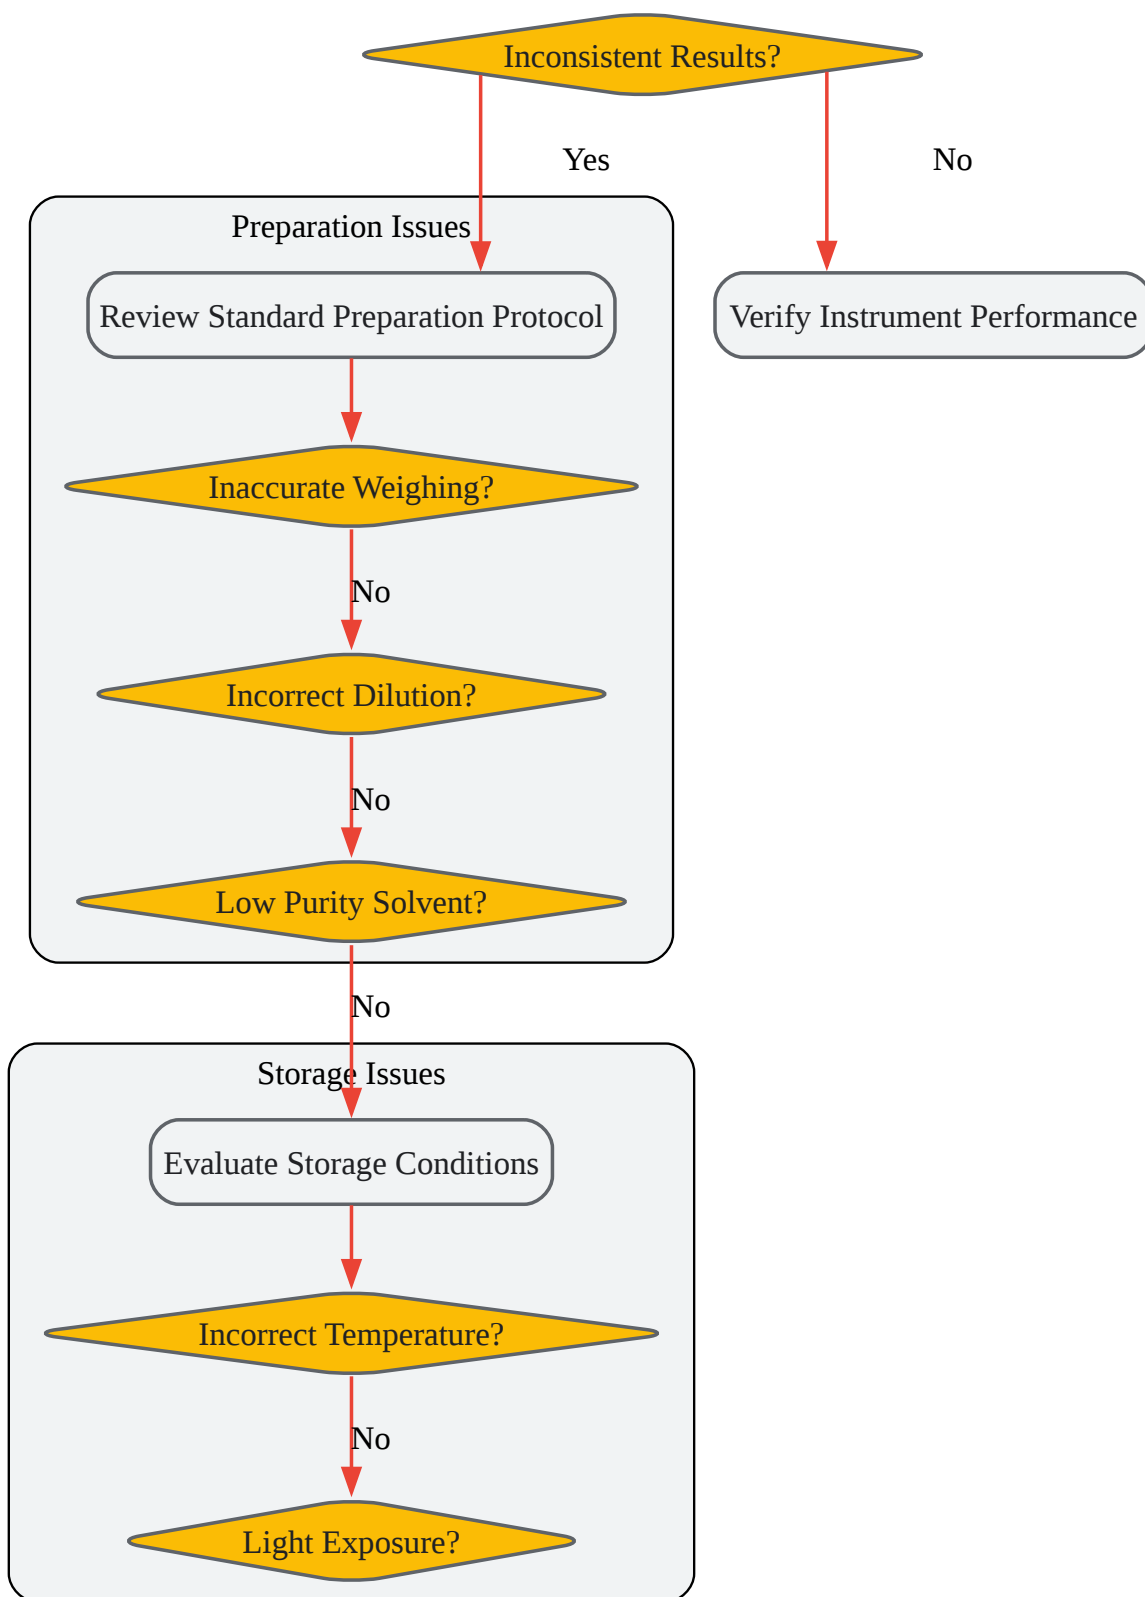 Inconsistent Results?
Yes
No
Preparation Issues
Review Standard Preparation Protocol
Verify Instrument Performance
Inaccurate Weighing?
No
Incorrect Dilution?
No
Low Purity Solvent?
No
Storage Issues
Evaluate Storage Conditions
Incorrect Temperature?
No
Light Exposure?